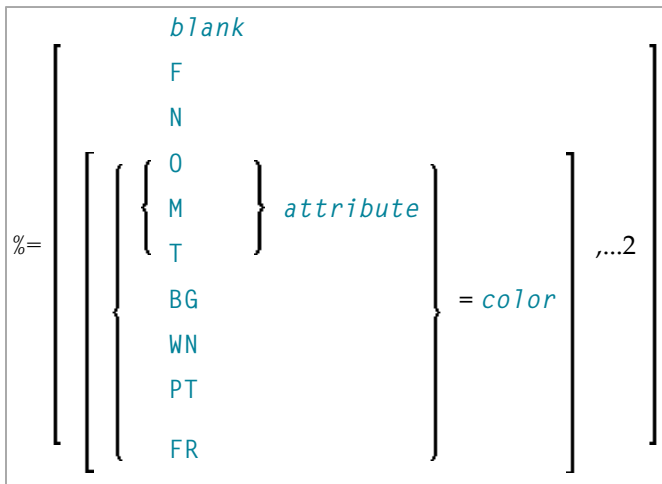 blank
F
N
O
M attribute
T
%= = color ,...2
BG
WN
PT
FR